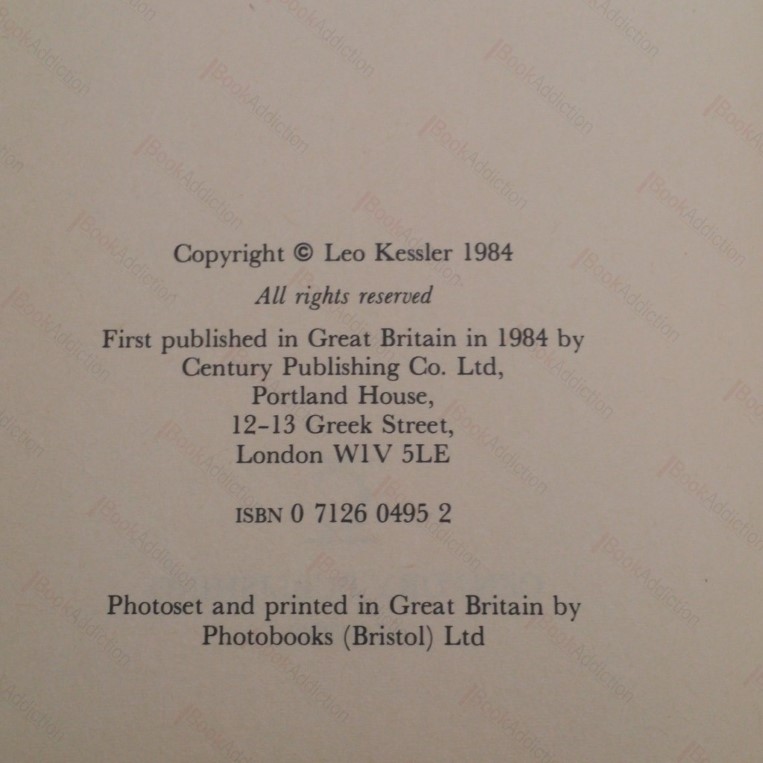 Copyright © Leo Kessler 1984
All rights reserved
First published in Great Britain in 1984 by
Century Publishing Co. Ltd,
Portland House,
12–13 Greek Street,
London W1V 5LE
ISBN 0 7126 0495 2
Photoset and printed in Great Britain by
Photobooks (Bristol) Ltd
BookAddiction